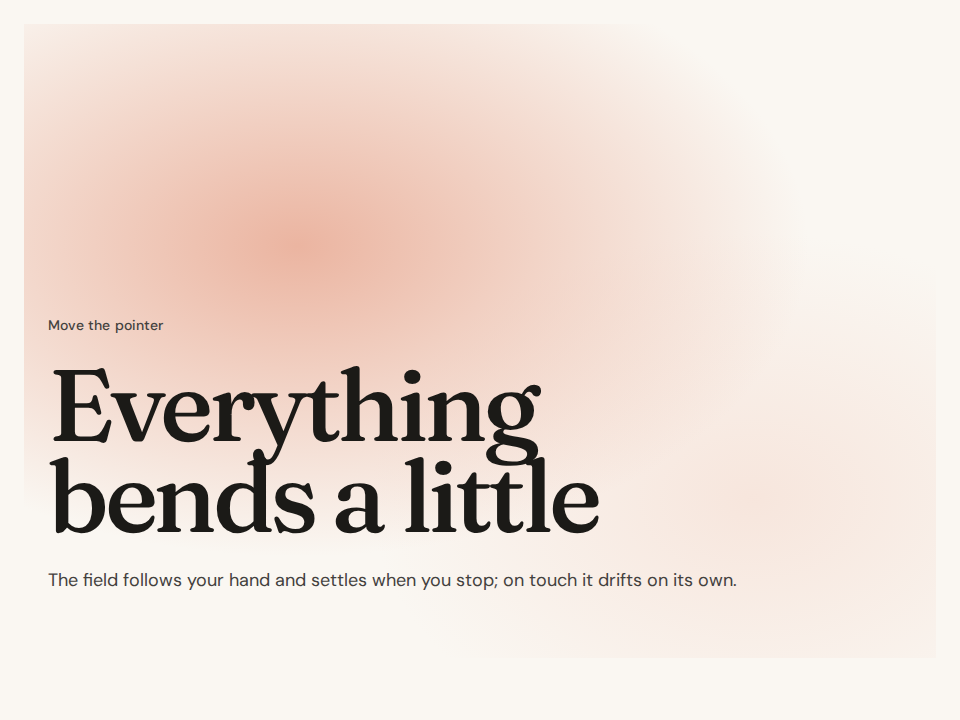 Move the pointer
Everything
bends a little
The field follows your hand and settles when you stop; on touch it drifts on its own.